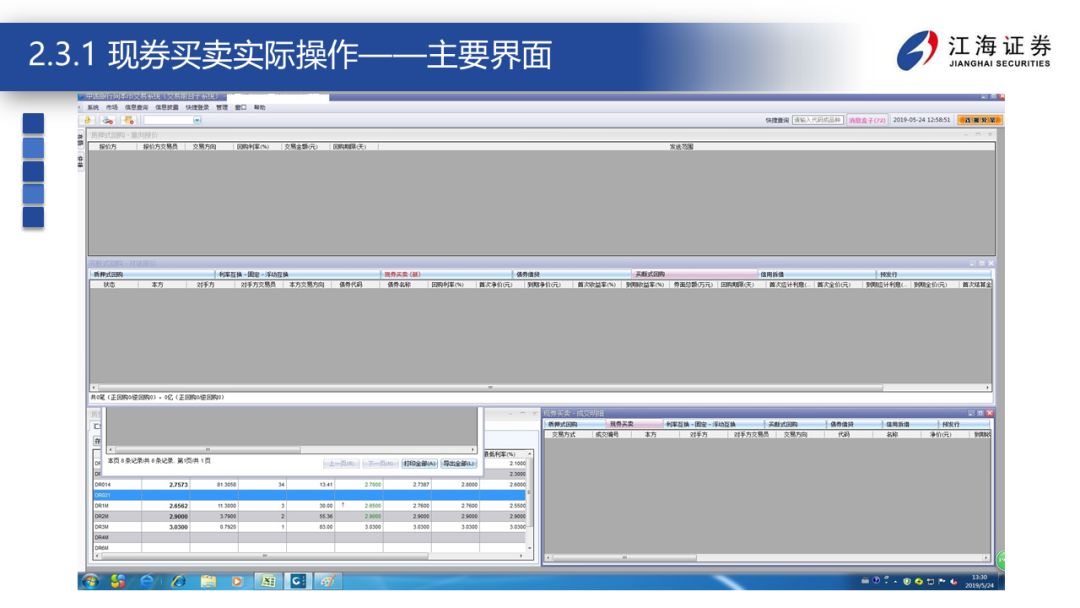 2.3.1 现券买卖实际操作——主要界面
江海证券
JIANGHAI SECURITIES
系统 市场 信息查询 信息披露 快捷登录 管理 窗口 帮助
快捷查询 请输入代码或品种 消息盒子(72) 2019-05-24 12:58:51
质押式回购 - 意向报价
报价方 报价方交易员 交易方向 回购利率(%) 交易金额(元) 回购期限(天) 发送范围
买断式回购 - 对话报价
质押式回购 利率互换 - 固定 - 浮动互换 现券买卖 (新) 债券借贷 买断式回购 信用拆借 预发行
状态 本方 对手方 对手方交易员 本方交易方向 债券代码 债券名称 回购利率(%) 首次净价(元) 到期净价(元) 首次收益率(%) 到期收益率(%) 券面总额(万元) 回购期限(天) 首次应计利息(... 首次全价(元) 到期应计利息(... 到期全价(元) 首次结算金
共0笔 (正回购0/逆回购0) - 0亿 (正回购0/逆回购0)
本页 8 条记录/共 8 条记录 第1页/共 1 页
上一页 下一页 打印全部(A) 导出全部(L)
最低利率(%)
2.1000
2.3000
DR014 2.7573 81.3058 34 13.41 2.7800 2.7387 2.8000 2.6000
DR021
DR1M 2.6562 11.3800 3 30.00 ↑ 2.8500 2.7600 2.7600 2.5500
DR2M 2.9000 3.7900 2 55.36 2.9000 2.9000 2.9000 2.9000
DR3M 3.0300 0.7920 1 83.00 3.0300 3.0300 3.0300 3.0300
DR4M
DR6M
现券买卖 - 成交明细
质押式回购 现券买卖 利率互换 - 固定 - 浮动互换 买断式回购 债券借贷 信用拆借 预发行
交易方式 成交编号 本方 对手方 对手方交易员 交易方向 代码 名称 净价(元) 到期收
13:30
2019/5/24